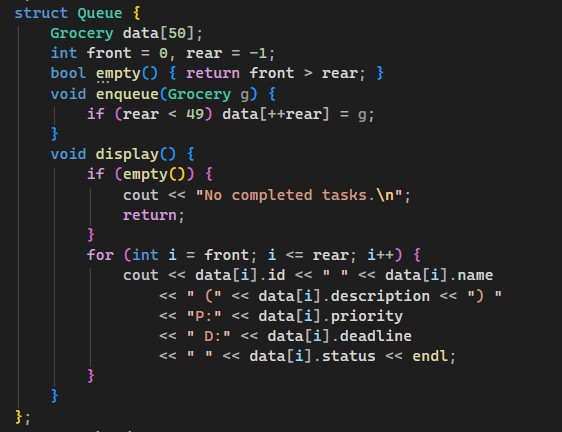 struct Queue {
    Grocery data[50];
    int front = 0, rear = -1;
    bool empty() { return front > rear; }
    void enqueue(Grocery g) {
        if (rear < 49) data[++rear] = g;
    }
    void display() {
        if (empty()) {
            cout << "No completed tasks.\n";
            return;
        }
        for (int i = front; i <= rear; i++) {
            cout << data[i].id << " " << data[i].name
                << " (" << data[i].description << ") "
                << "P:" << data[i].priority
                << " D:" << data[i].deadline
                << " " << data[i].status << endl;
        }
    }
};